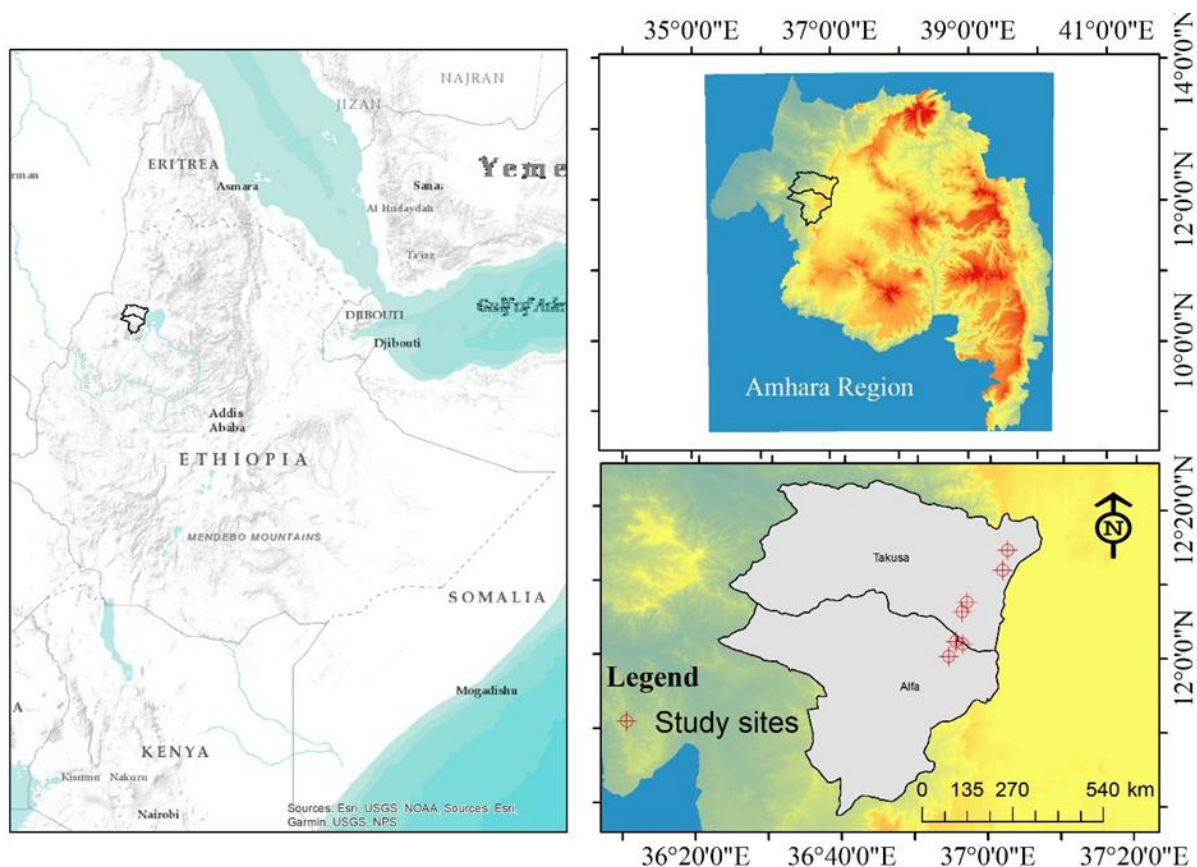 NAJRAN
JIZAN
ERITREA
Yeme
Asmara
Sana
Al Hudaydah
Ta'izz
DJIBOUTI
Djibouti
Addis
Ababa
ETHIOPIA
MENDEBO MOUNTAINS
SOMALIA
Mogadishu
KENYA
Kisumu Nakuru
Nairobi
Sources: Esri, USGS, NOAA, Sources: Esri,
Garmin, USGS, NPS
35°0'0"E 37°0'0"E 39°0'0"E 41°0'0"E
14°0'0"N
12°0'0"N
10°0'0"N
Amhara Region
Takusa
Alfa
N
Legend
Study sites
0 135 270 540 km
12°20'0"N
12°0'0"N
36°20'0"E 36°40'0"E 37°0'0"E 37°20'0"E